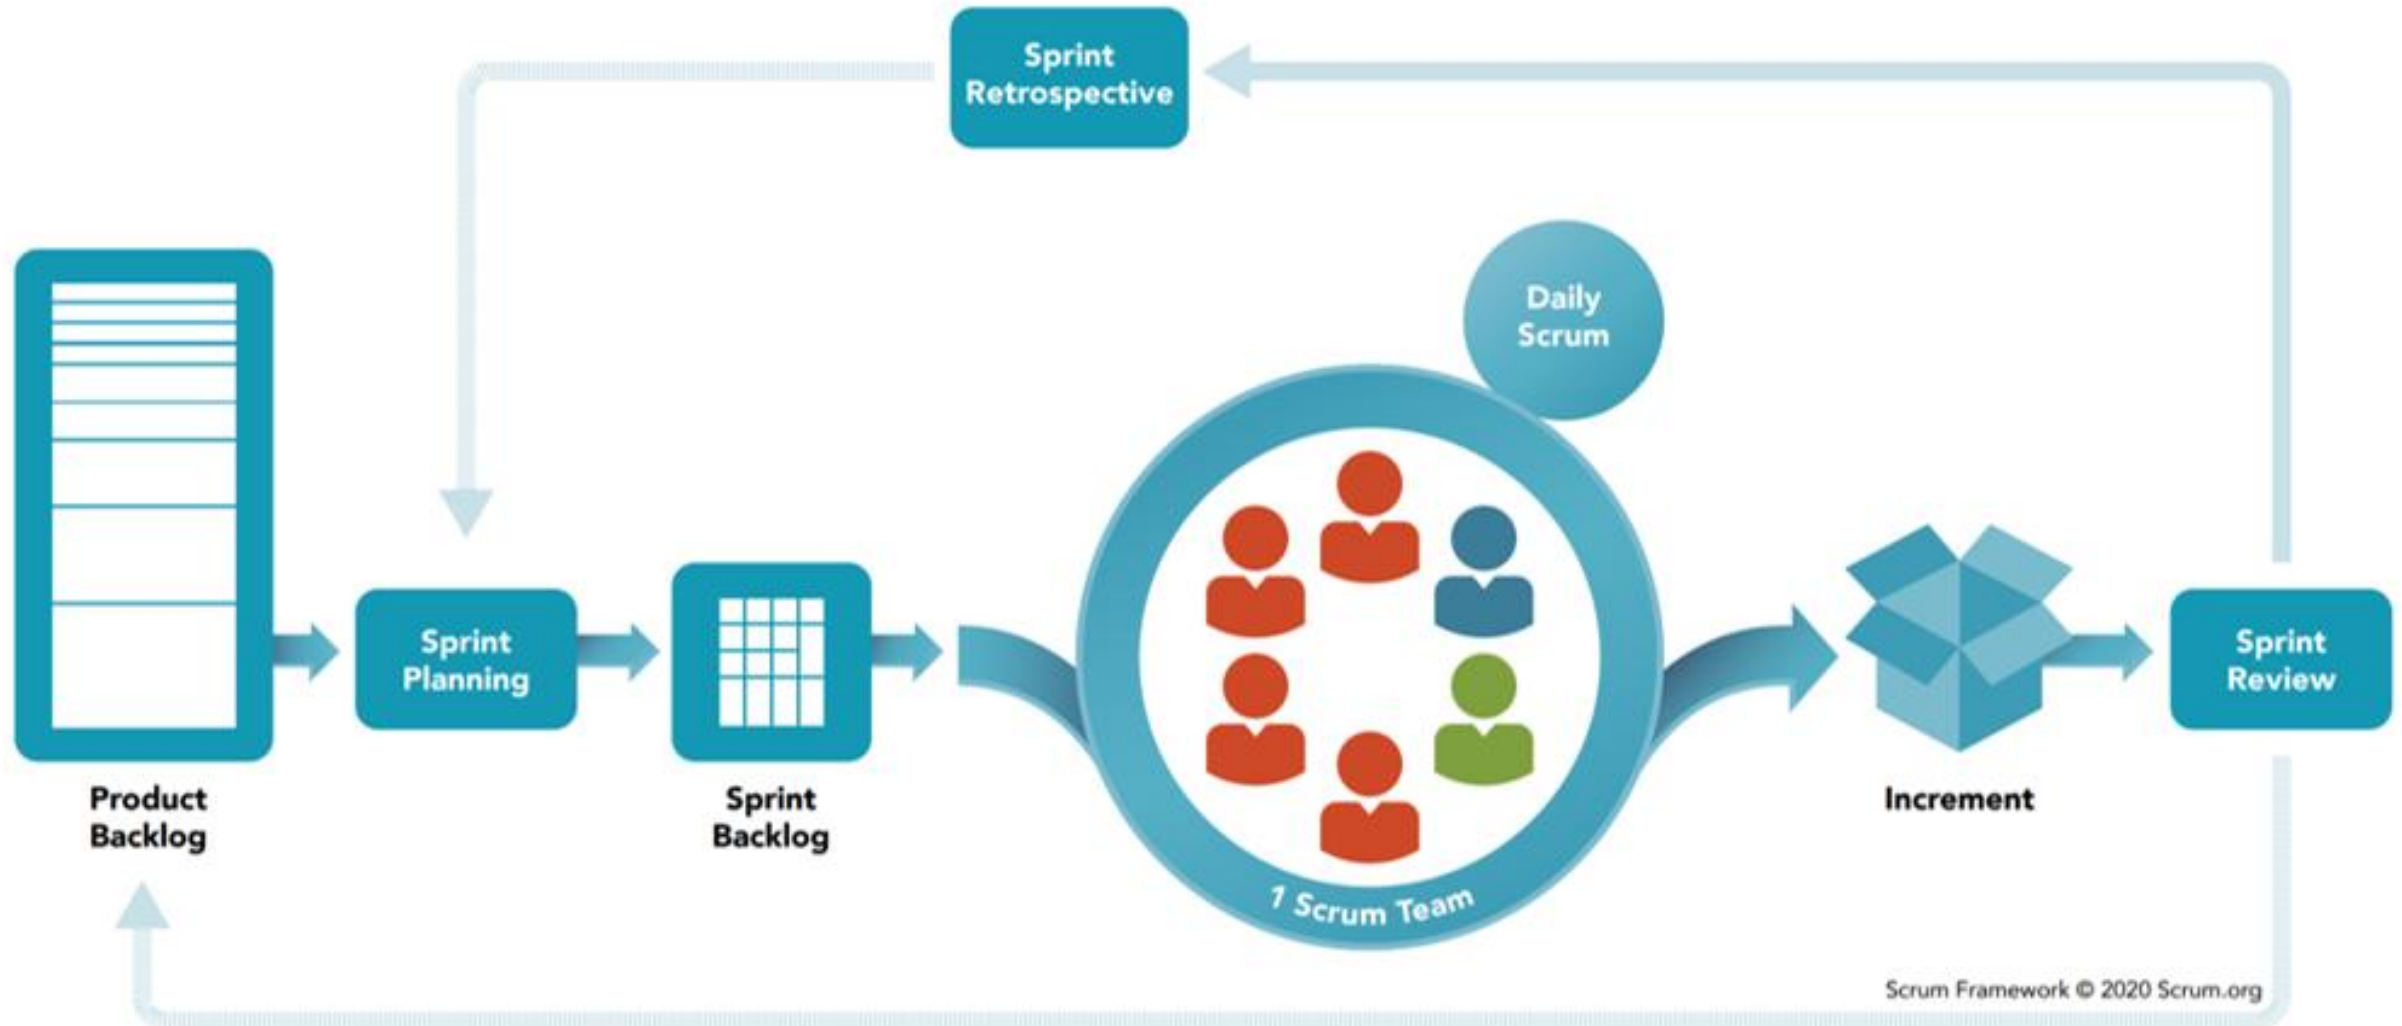 Sprint
Retrospective
Daily
Scrum
Sprint
Planning
Sprint
Review
Product
Backlog
Sprint
Backlog
Increment
1 Scrum Team
Scrum Framework © 2020 Scrum.org